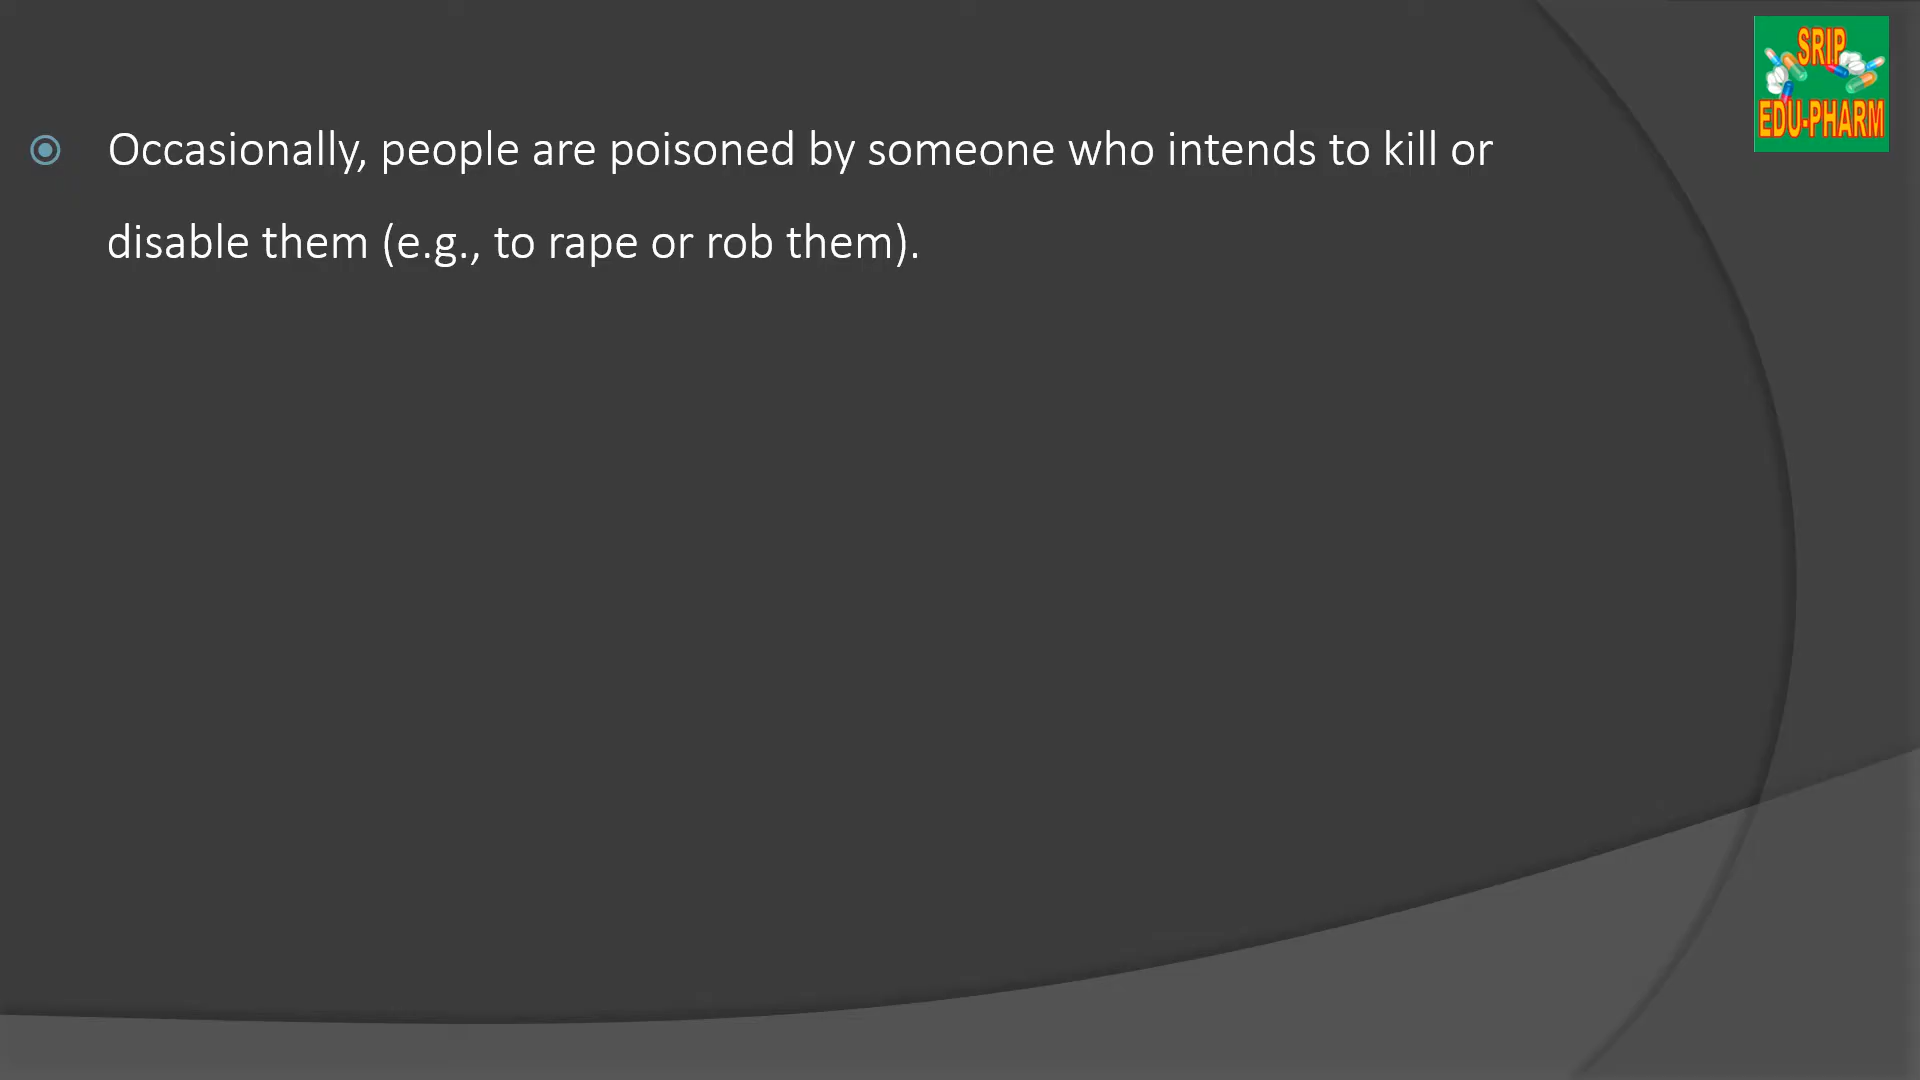 SRIP
EDU-PHARM
Occasionally, people are poisoned by someone who intends to kill or
disable them (e.g., to rape or rob them).